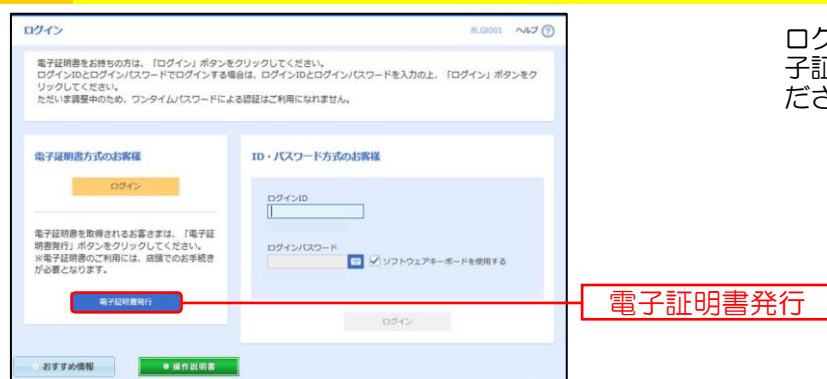 ログイン
BLGI001 ヘルプ ?
電子証明書をお持ちの方は、「ログイン」ボタンをクリックしてください。
ログインIDとログインパスワードでログインする場合は、ログインIDとログインパスワードを入力の上、「ログイン」ボタンをク
リックしてください。
ただいま調整中のため、ワンタイムパスワードによる認証はご利用になれません。
電子証明書方式のお客様
ログイン
電子証明書を取得されるお客さまは、「電子証
明書発行」ボタンをクリックしてください。
※電子証明書のご利用には、店頭でのお手続き
が必要となります。
電子証明書発行
ID・パスワード方式のお客様
ログインID
ログインパスワード
ソフトウェアキーボードを使用する
ログイン
おすすめ情報
操作説明書
電子証明書発行
ログ
子証
ださ